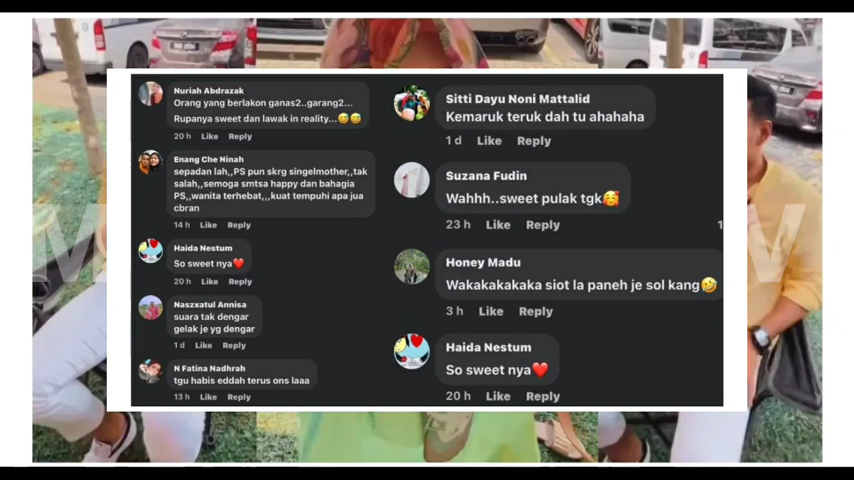 Nuriah Abdrazak
Orang yang berlakon ganas2..garang2...
Rupanya sweet dan lawak in reality...😅😅
20 h Like Reply
Enang Che Ninah
sepadan lah,,PS pun skrg singelmother,,tak
salah,,semoga smtsa happy dan bahagia
PS,,wanita terhebat,,,kuat tempuhi apa jua
cbran
14 h Like Reply
Haida Nestum
So sweet nya❤️
20 h Like Reply
Naszxatul Annisa
suara tak dengar
gelak je yg dengar
1 d Like Reply
N Fatina Nadhrah
tgu habis eddah terus ons laaa
13 h Like Reply
Sitti Dayu Noni Mattalid
Kemaruk teruk dah tu ahahaha
1 d Like Reply
Suzana Fudin
Wahhh..sweet pulak tgk🥰
23 h Like Reply
1
Honey Madu
Wakakakakaka siot la paneh je sol kang🤣
3 h Like Reply
Haida Nestum
So sweet nya❤️
20 h Like Reply